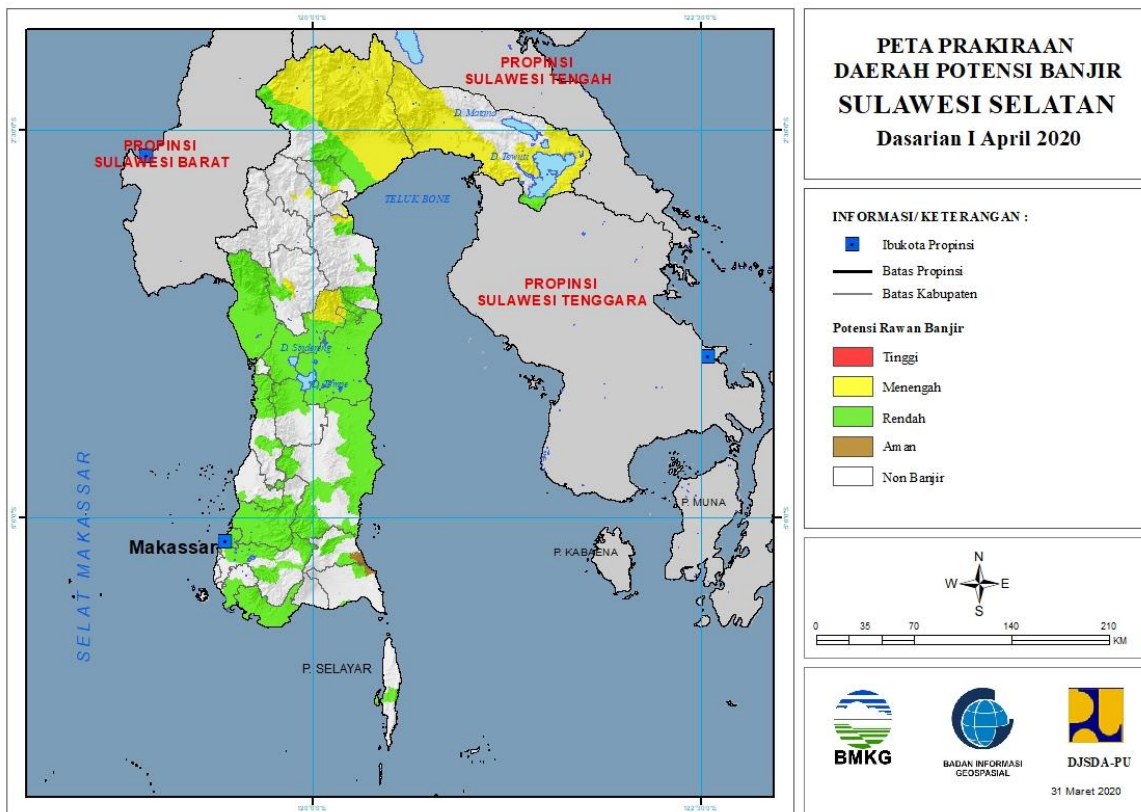 PROPINSI
SULAWESI TENGAH
PROPINSI
SULAWESI BARAT
D. Matana
D. Towuti
TELUK BONE
PROPINSI
SULAWESI TENGGARA
D. Sindereng
D. Tempe
SELAT MAKASSAR
Makassar
P. MUNA
P. KABAENA
P. SELAYAR
PETA PRAKIRAAN
DAERAH POTENSI BANJIR
SULAWESI SELATAN
Dasarian I April 2020
INFORMASI/ KETERANGAN :
Ibukota Propinsi
Batas Propinsi
Batas Kabupaten
Potensi Rawan Banjir
Tinggi
Menengah
Rendah
Aman
Non Banjir
N
W E
S
0 35 70 140 210
KM
BMKG
BADAN INFORMASI
GEOSPASIAL
DJSDA-PU
31 Maret 2020